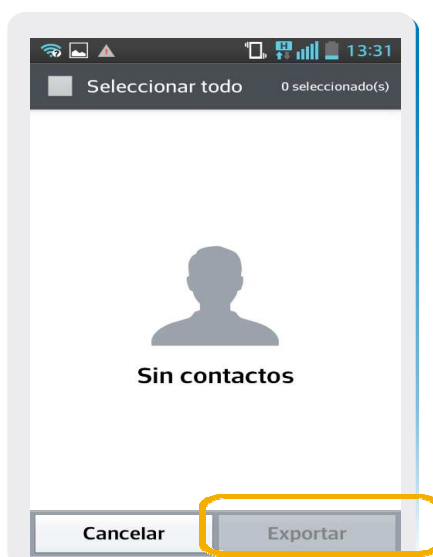 H 13:31
Seleccionar todo 0 seleccionado(s)
Sin contactos
Cancelar Exportar